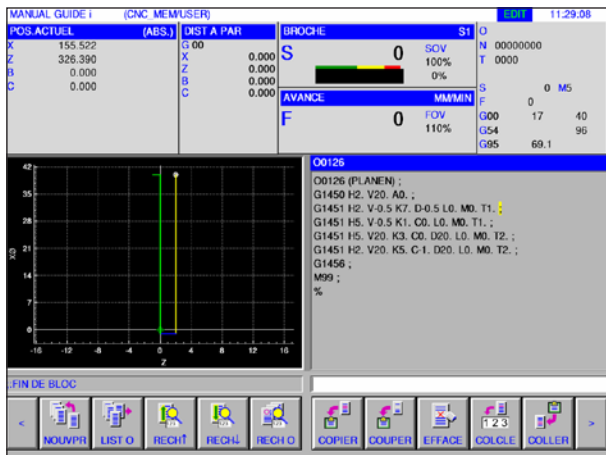 MANUAL GUIDE i (CNC_MEM/USER) EDIT 11:29:08
POS.ACTUEL (ABS.)
X 155.522
Z 326.390
B 0.000
C 0.000
DIST A PAR
G 00
X 0.000
Z 0.000
B 0.000
C 0.000
BROCHE S1
S 0 SOV
100%
0%
AVANCE MM/MIN
F 0 FOV
110%
O
N 00000000
T 0000
S 0 M5
F 0
G00 17 40
G54 96
G95 69.1
42
35
28
21
14
7
0
XØ
-16 -12 -8 -4 0 4 8 12 16
Z
O0126
O0126 (PLANEN) ;
G1450 H2. V20. A0. ;
G1451 H2. V-0.5 K7. D-0.5 L0. M0. T1. ;
G1451 H5. V-0.5 K1. C0. L0. M0. T1. ;
G1451 H5. V20. K3. C0. D20. L0. M0. T2. ;
G1451 H2. V20. K5. C-1. D20. L0. M0. T2. ;
G1456 ;
M99 ;
%
;:FIN DE BLOC
< NOUVPR LIST O RECH↑ RECH↓ RECH O COPIER COUPER EFFACE COLCLE COLLER >